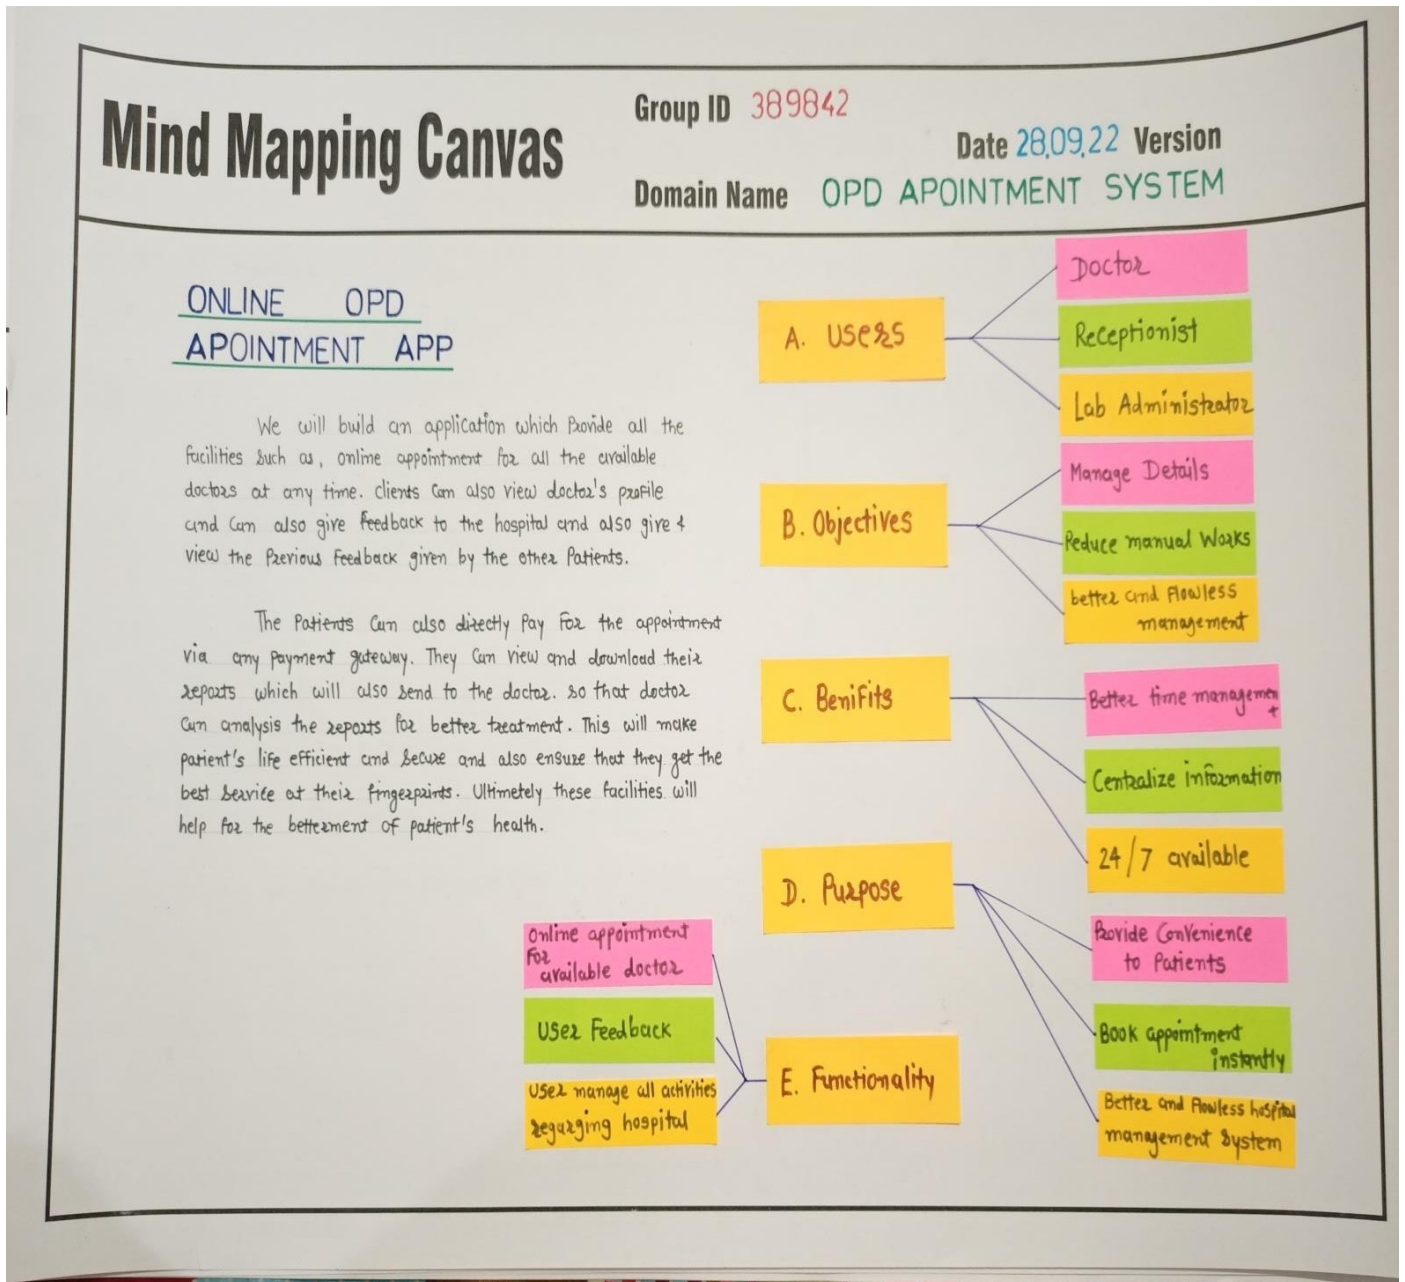 Mind Mapping Canvas
Group ID 389842
Date 28.09.22 Version
Domain Name OPD APOINTMENT SYSTEM
ONLINE OPD
APOINTMENT APP
We will build an application which Provide all the
facilities such as, online appointment for all the available
doctors at any time. clients can also view doctor's profile
and can also give feedback to the hospital and also give &
view the Previous Feedback given by the other Patients.
The Patients can also directly Pay For the appointment
via any payment gateway. They can view and download their
reports which will also send to the doctor. so that doctor
can analysis the reports for better treatment. This will make
patient's life efficient and secure and also ensure that they get the
best service at their fingerprints. Ultimetely these facilities will
help for the betterment of patient's health.
A. Users
Doctor
Receptionist
Lab Administrator
B. Objectives
Manage Details
Reduce manual Works
better and Flowless
management
C. Benifits
Better time managemen
t
Centralize information
24/7 available
D. Purpose
Provide Convenience
to Patients
Book appointment
instantly
Better and Flowless hospital
management System
E. Functionality
Online appointment
For
available doctor
User Feedback
User manage all activities
regarging hospital